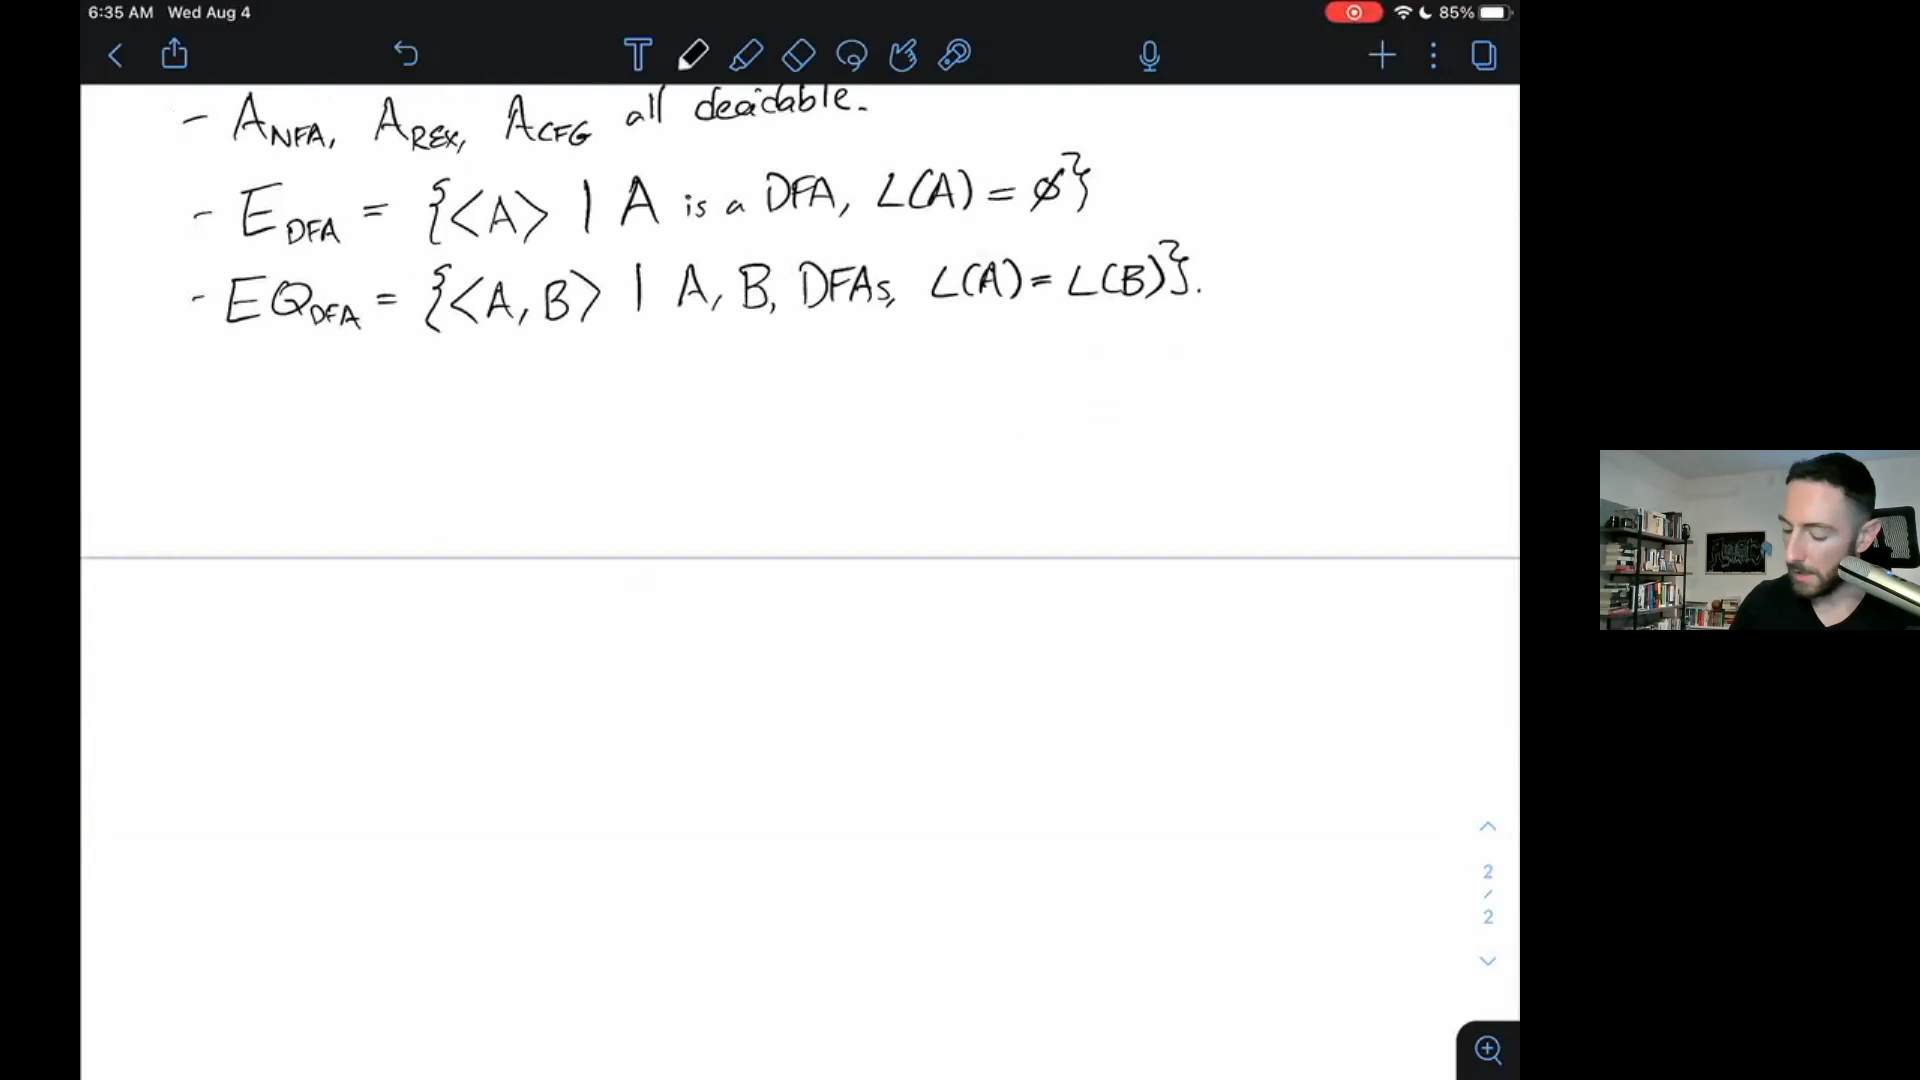 6:35 AM Wed Aug 4 85%
- A_NFA, A_REX, A_CFG all decidable.
- E_DFA = {<A> | A is a DFA, L(A) = ∅}
- EQ_DFA = {<A, B> | A, B, DFAs, L(A) = L(B)}.
2
/
2